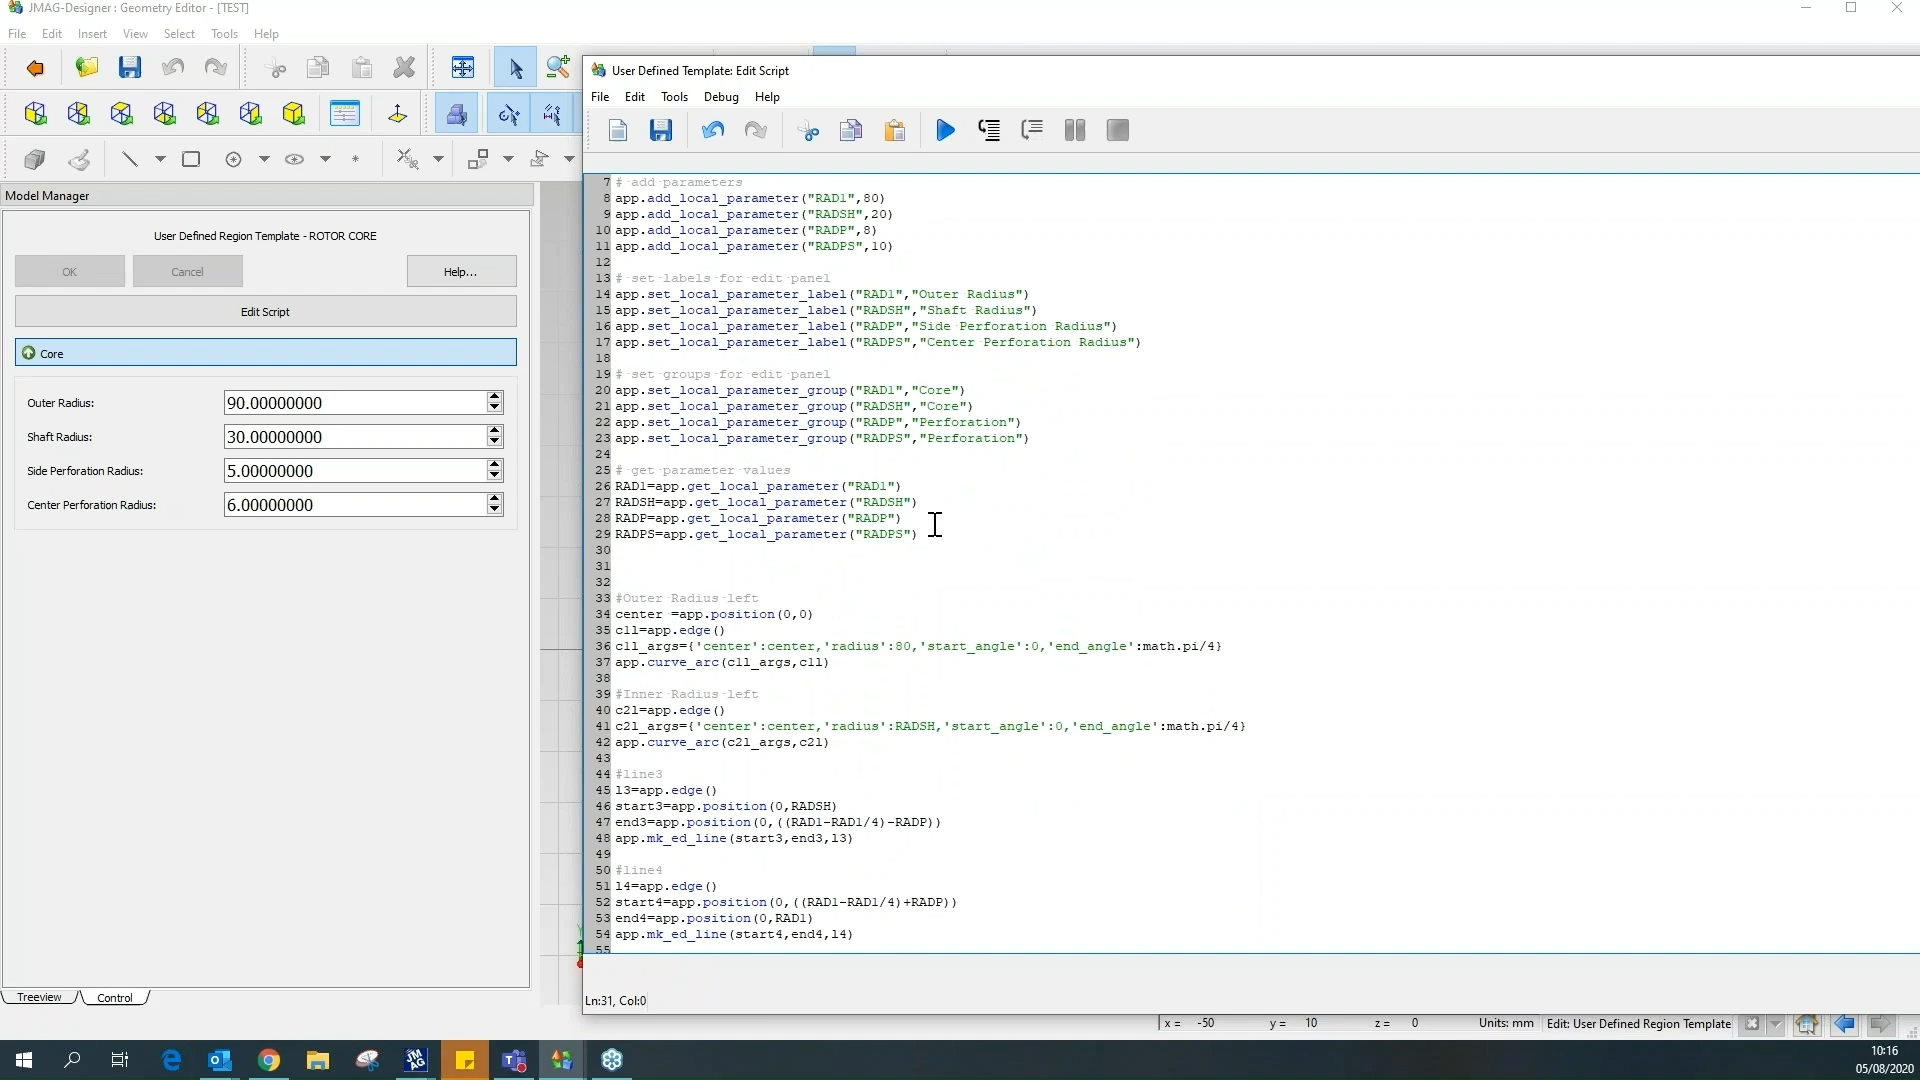 JMAG-Designer : Geometry Editor - [TEST]
File Edit Insert View Select Tools Help
Model Manager
User Defined Region Template - ROTOR CORE
OK Cancel Help...
Edit Script
Core
Outer Radius: 90.00000000
Shaft Radius: 30.00000000
Side Perforation Radius: 5.00000000
Center Perforation Radius: 6.00000000
Treeview Control
User Defined Template: Edit Script
File Edit Tools Debug Help
7 # add parameters
8 app.add_local_parameter("RAD1",80)
9 app.add_local_parameter("RADSH",20)
10 app.add_local_parameter("RADP",8)
11 app.add_local_parameter("RADPS",10)
12
13 # set labels for edit panel
14 app.set_local_parameter_label("RAD1","Outer Radius")
15 app.set_local_parameter_label("RADSH","Shaft Radius")
16 app.set_local_parameter_label("RADP","Side Perforation Radius")
17 app.set_local_parameter_label("RADPS","Center Perforation Radius")
18
19 # set groups for edit panel
20 app.set_local_parameter_group("RAD1","Core")
21 app.set_local_parameter_group("RADSH","Core")
22 app.set_local_parameter_group("RADP","Perforation")
23 app.set_local_parameter_group("RADPS","Perforation")
24
25 # get parameter values
26 RAD1=app.get_local_parameter("RAD1")
27 RADSH=app.get_local_parameter("RADSH")
28 RADP=app.get_local_parameter("RADP")
29 RADPS=app.get_local_parameter("RADPS")
30
31
32
33 #Outer Radius left
34 center =app.position(0,0)
35 c1l=app.edge()
36 c1l_args={'center':center,'radius':80,'start_angle':0,'end_angle':math.pi/4}
37 app.curve_arc(c1l_args,c1l)
38
39 #Inner Radius left
40 c2l=app.edge()
41 c2l_args={'center':center,'radius':RADSH,'start_angle':0,'end_angle':math.pi/4}
42 app.curve_arc(c2l_args,c2l)
43
44 #line3
45 l3=app.edge()
46 start3=app.position(0,RADSH)
47 end3=app.position(0,((RAD1-RAD1/4)-RADP))
48 app.mk_ed_line(start3,end3,l3)
49
50 #line4
51 l4=app.edge()
52 start4=app.position(0,((RAD1-RAD1/4)+RADP))
53 end4=app.position(0,RAD1)
54 app.mk_ed_line(start4,end4,l4)
55
Ln:31, Col:0
x = -50 y = 10 z = 0 Units: mm Edit: User Defined Region Template
10:16
05/08/2020